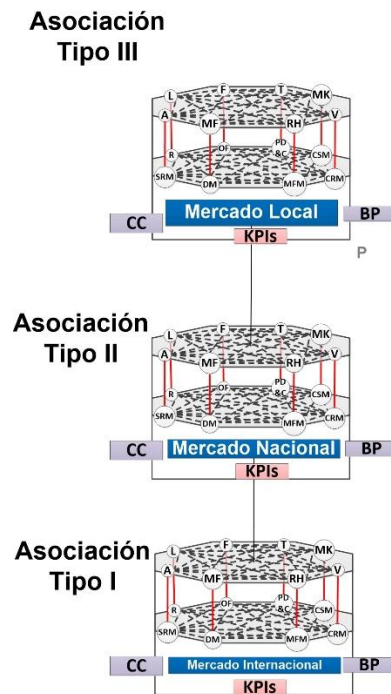 Asociación
Tipo III
L F T MK
A MF RH V
R OF PD &C CSM
SRM DM MFM CRM
Mercado Local
CC BP
KPIs
P
Asociación
Tipo II
L F T MK
A MF RH V
R OF PD &C CSM
SRM DM MFM CRM
CC Mercado Nacional BP
KPIs
Asociación
Tipo I
L F T MK
A MF RH V
R OF PD &C CSM
SRM DM MFM CRM
CC Mercado Internacional BP
KPIs